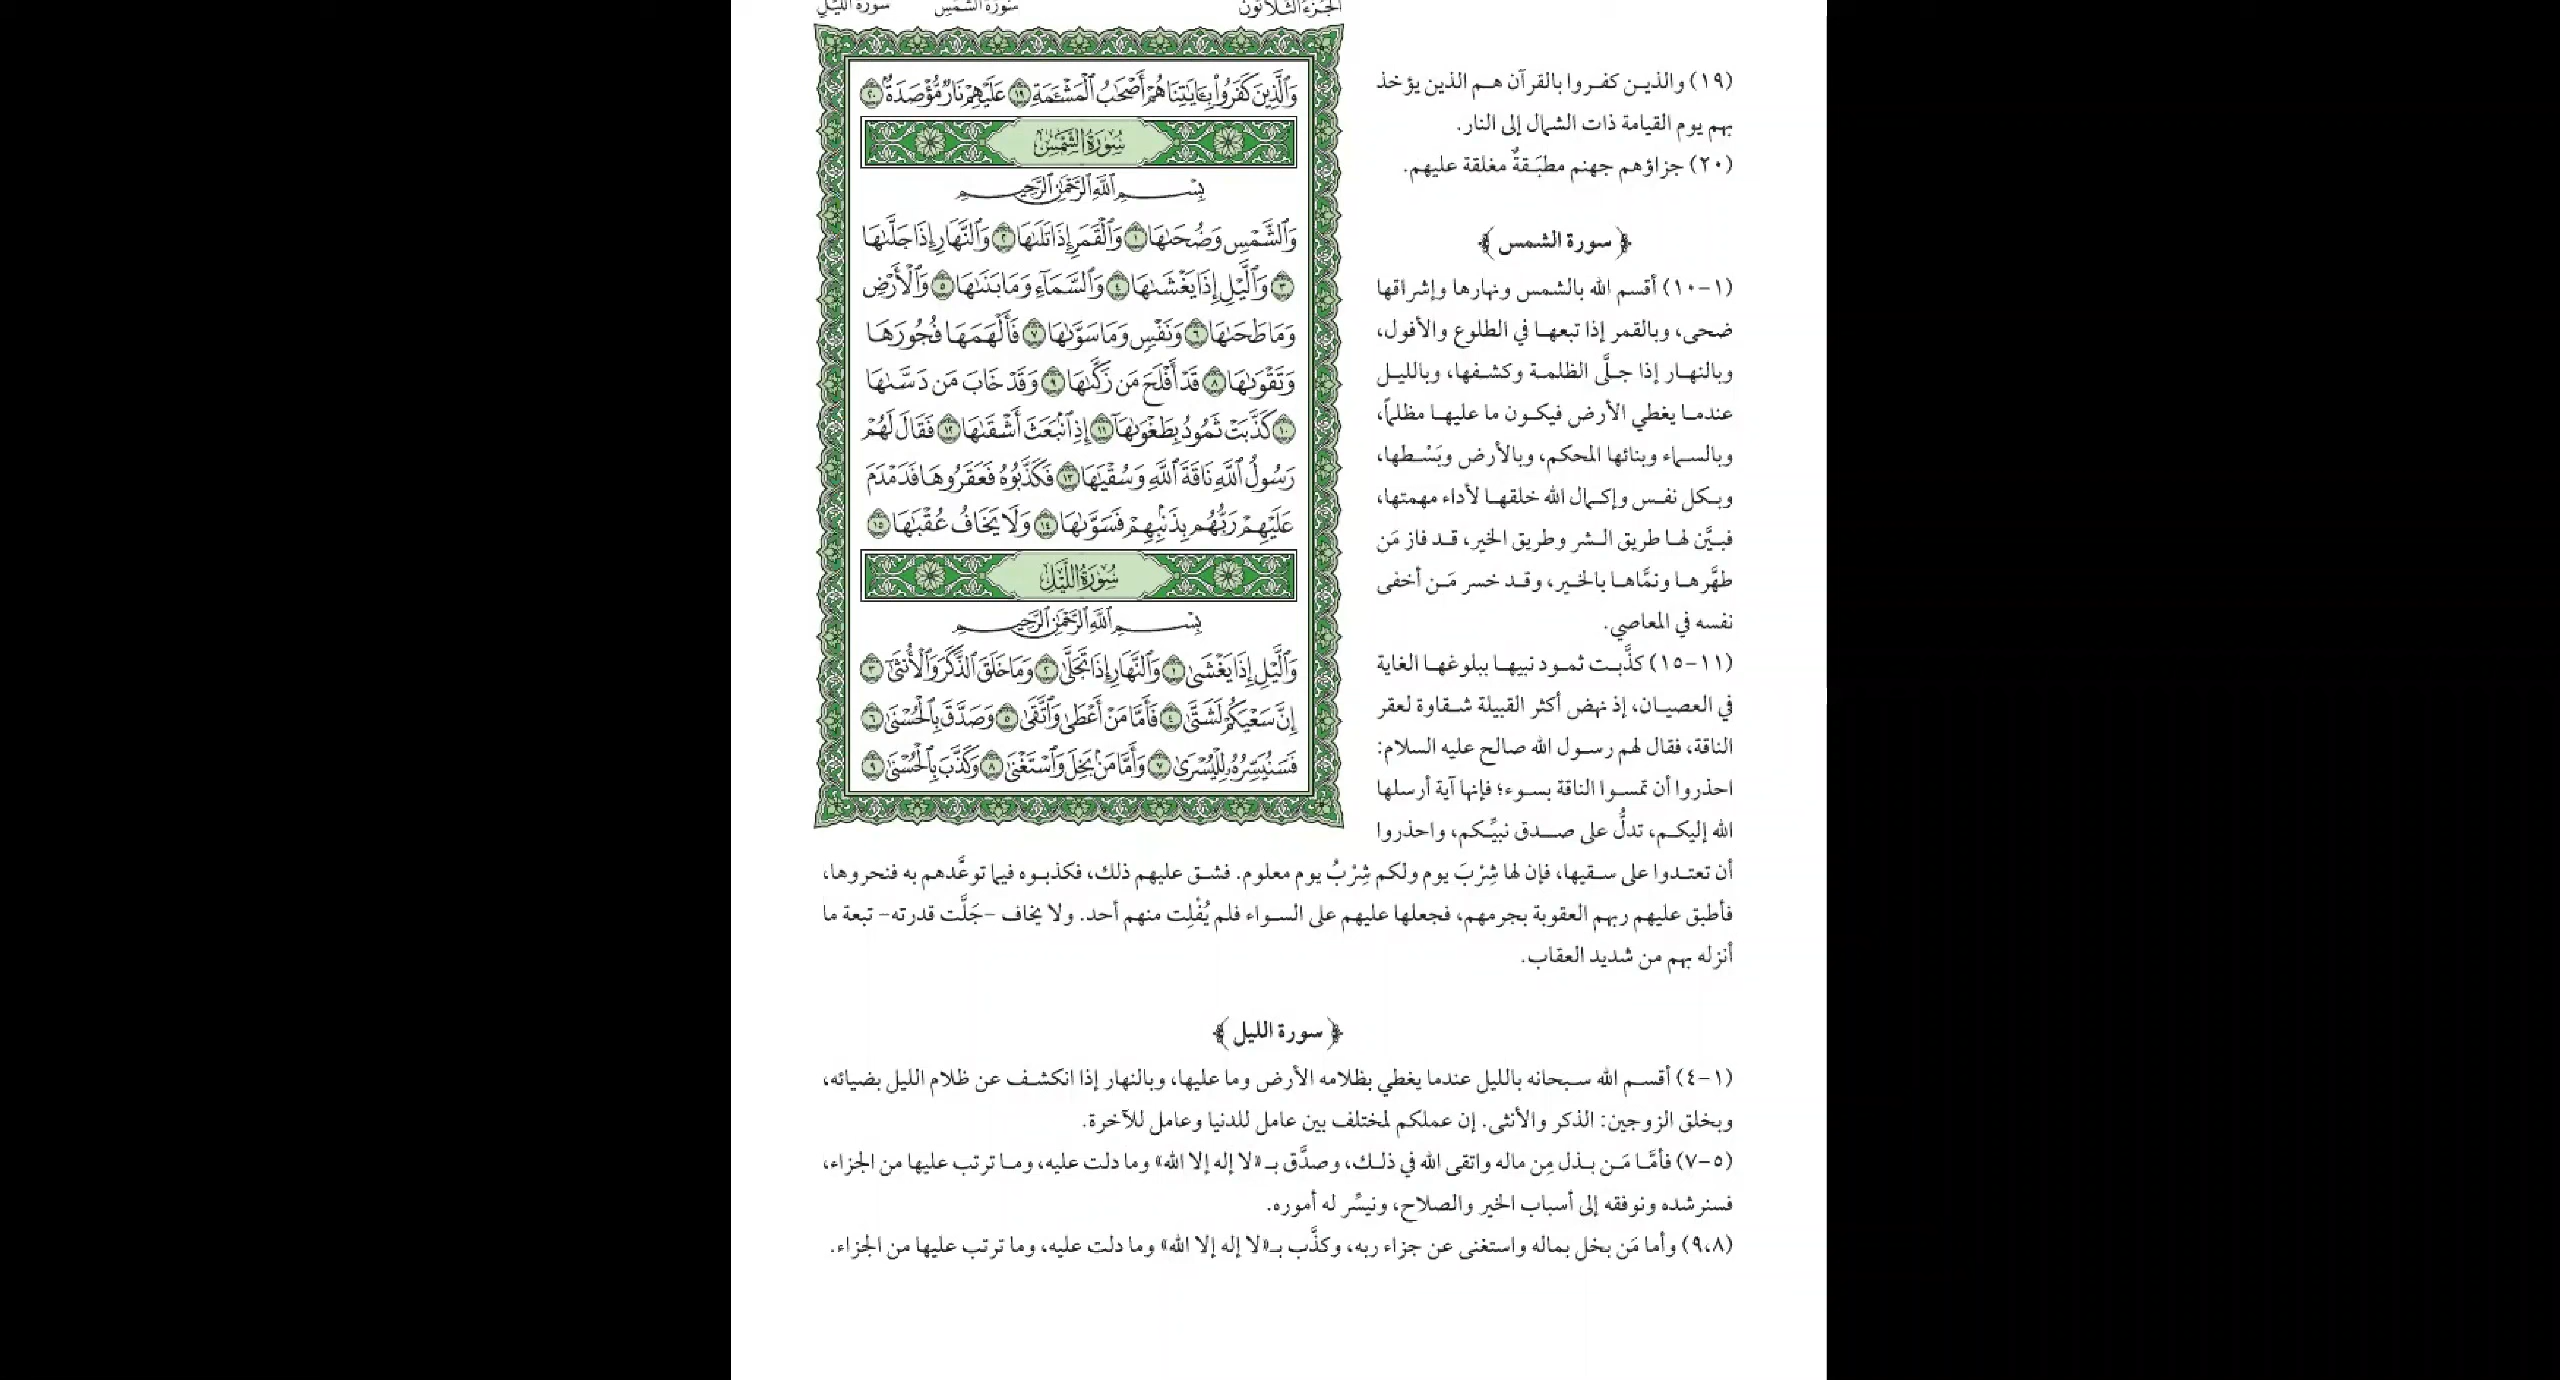 الجزء الثلاثون سورة الشمس سورة الليل
وَٱلَّذِينَ كَفَرُوا۟ بِـَٔايَـٰتِنَا هُمْ أَصْحَـٰبُ ٱلْمَشْـَٔمَةِ ١٩ عَلَيْهِمْ نَارٌ مُّؤْصَدَةٌۢ ٢٠
سُورَةُ الشَّمْسِ
بِسْمِ ٱللَّهِ ٱلرَّحْمَـٰنِ ٱلرَّحِيمِ
وَٱلشَّمْسِ وَضُحَىٰهَا ١ وَٱلْقَمَرِ إِذَا تَلَىٰهَا ٢ وَٱلنَّهَارِ إِذَا جَلَّىٰهَا
٣ وَٱلَّيْلِ إِذَا يَغْشَىٰهَا ٤ وَٱلسَّمَآءِ وَمَا بَنَىٰهَا ٥ وَٱلْأَرْضِ
وَمَا طَحَىٰهَا ٦ وَنَفْسٍ وَمَا سَوَّىٰهَا ٧ فَأَلْهَمَهَا فُجُورَهَا
وَتَقْوَىٰهَا ٨ قَدْ أَفْلَحَ مَن زَكَّىٰهَا ٩ وَقَدْ خَابَ مَن دَسَّىٰهَا
١٠ كَذَّبَتْ ثَمُودُ بِطَغْوَىٰهَآ ١١ إِذِ ٱنۢبَعَثَ أَشْقَىٰهَا ١٢ فَقَالَ لَهُمْ
رَسُولُ ٱللَّهِ نَاقَةَ ٱللَّهِ وَسُقْيَـٰهَا ١٣ فَكَذَّبُوهُ فَعَقَرُوهَا فَدَمْدَمَ
عَلَيْهِمْ رَبُّهُم بِذَنۢبِهِمْ فَسَوَّىٰهَا ١٤ وَلَا يَخَافُ عُقْبَـٰهَا ١٥
سُورَةُ اللَّيْلِ
بِسْمِ ٱللَّهِ ٱلرَّحْمَـٰنِ ٱلرَّحِيمِ
وَٱلَّيْلِ إِذَا يَغْشَىٰ ١ وَٱلنَّهَارِ إِذَا تَجَلَّىٰ ٢ وَمَا خَلَقَ ٱلذَّكَرَ وَٱلْأُنثَىٰٓ ٣
إِنَّ سَعْيَكُمْ لَشَتَّىٰ ٤ فَأَمَّا مَنْ أَعْطَىٰ وَٱتَّقَىٰ ٥ وَصَدَّقَ بِٱلْحُسْنَىٰ ٦
فَسَنُيَسِّرُهُۥ لِلْيُسْرَىٰ ٧ وَأَمَّا مَنۢ بَخِلَ وَٱسْتَغْنَىٰ ٨ وَكَذَّبَ بِٱلْحُسْنَىٰ ٩
(١٩) والذين كفروا بالقرآن هم الذين يؤخذ
بهم يوم القيامة ذات الشمال إلى النار.
(٢٠) جزاؤهم جهنم مطبَقةٌ مغلقة عليهم.
﴿ سورة الشمس ﴾
(١-١٠) أقسم الله بالشمس ونهارها وإشراقها
ضحى، وبالقمر إذا تبعها في الطلوع والأفول،
وبالنهار إذا جلَّى الظلمة وكشفها، وبالليل
عندما يغطي الأرض فيكون ما عليها مظلماً،
وبالسماء وبنائها المحكم، وبالأرض وبَسْطها،
وبكل نفس وإكمال الله خلقها لأداء مهمتها،
فبيَّن لها طريق الشر وطريق الخير، قد فاز مَن
طهَّرها ونمَّاها بالخير، وقد خسر مَن أخفى
نفسه في المعاصي.
(١١-١٥) كذَّبت ثمود نبيها ببلوغها الغاية
في العصيان، إذ نهض أكثر القبيلة شقاوة لعقر
الناقة، فقال لهم رسول الله صالح عليه السلام:
احذروا أن تمسوا الناقة بسوء؛ فإنها آية أرسلها
الله إليكم، تدلُّ على صدق نبيِّكم، واحذروا
أن تعتدوا على سقيها، فإن لها شِرْبَ يوم ولكم شِرْبُ يوم معلوم. فشق عليهم ذلك، فكذبوه فيما توعَّدهم به فنحروها،
فأطبق عليهم ربهم العقوبة بجرمهم، فجعلها عليهم على السواء فلم يُفْلِت منهم أحد. ولا يخاف -جَلَّت قدرته- تبعة ما
أنزله بهم من شديد العقاب.
﴿ سورة الليل ﴾
(١-٤) أقسم الله سبحانه بالليل عندما يغطي بظلامه الأرض وما عليها، وبالنهار إذا انكشف عن ظلام الليل بضيائه،
وبخلق الزوجين: الذكر والأنثى. إن عملكم لمختلف بين عامل للدنيا وعامل للآخرة.
(٥-٧) فأمَّا مَن بذل مِن ماله واتقى الله في ذلك، وصدَّق بـ «لا إله إلا الله» وما دلت عليه، وما ترتب عليها من الجزاء،
فسنرشده ونوفقه إلى أسباب الخير والصلاح، ونيسِّر له أموره.
(٨،٩) وأما مَن بخل بماله واستغنى عن جزاء ربه، وكذَّب بـ«لا إله إلا الله» وما دلت عليه، وما ترتب عليها من الجزاء.